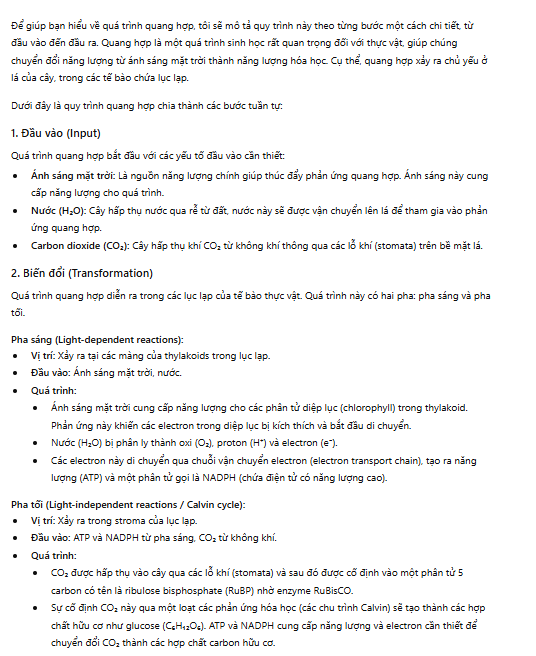 Để giúp bạn hiểu về quá trình quang hợp, tôi sẽ mô tả quy trình này theo từng bước một cách chi tiết, từ
đầu vào đến đầu ra. Quang hợp là một quá trình sinh học rất quan trọng đối với thực vật, giúp chúng
chuyển đổi năng lượng từ ánh sáng mặt trời thành năng lượng hóa học. Cụ thể, quang hợp xảy ra chủ yếu ở
lá của cây, trong các tế bào chứa lục lạp.
Dưới đây là quy trình quang hợp chia thành các bước tuần tự:
1. Đầu vào (Input)
Quá trình quang hợp bắt đầu với các yếu tố đầu vào cần thiết:
• Ánh sáng mặt trời: Là nguồn năng lượng chính giúp thúc đẩy phản ứng quang hợp. Ánh sáng này cung
cấp năng lượng cho quá trình.
• Nước (H₂O): Cây hấp thụ nước qua rễ từ đất, nước này sẽ được vận chuyển lên lá để tham gia vào phản
ứng quang hợp.
• Carbon dioxide (CO₂): Cây hấp thụ khí CO₂ từ không khí thông qua các lỗ khí (stomata) trên bề mặt lá.
2. Biến đổi (Transformation)
Quá trình quang hợp diễn ra trong các lục lạp của tế bào thực vật. Quá trình này có hai pha: pha sáng và pha
tối.
Pha sáng (Light-dependent reactions):
• Vị trí: Xảy ra tại các màng của thylakoids trong lục lạp.
• Đầu vào: Ánh sáng mặt trời, nước.
• Quá trình:
• Ánh sáng mặt trời cung cấp năng lượng cho các phân tử diệp lục (chlorophyll) trong thylakoid.
Phản ứng này khiến các electron trong diệp lục bị kích thích và bắt đầu di chuyển.
• Nước (H₂O) bị phân ly thành oxi (O₂), proton (H⁺) và electron (e⁻).
• Các electron này di chuyển qua chuỗi vận chuyển electron (electron transport chain), tạo ra năng
lượng (ATP) và một phân tử gọi là NADPH (chứa điện tử có năng lượng cao).
Pha tối (Light-independent reactions / Calvin cycle):
• Vị trí: Xảy ra trong stroma của lục lạp.
• Đầu vào: ATP và NADPH từ pha sáng, CO₂ từ không khí.
• Quá trình:
• CO₂ được hấp thụ vào cây qua các lỗ khí (stomata) và sau đó được cố định vào một phân tử 5
carbon có tên là ribulose bisphosphate (RuBP) nhờ enzyme RuBisCO.
• Sự cố định CO₂ này qua một loạt các phản ứng hóa học (các chu trình Calvin) sẽ tạo thành các hợp
chất hữu cơ như glucose (C₆H₁₂O₆). ATP và NADPH cung cấp năng lượng và electron cần thiết để
chuyển đổi CO₂ thành các hợp chất carbon hữu cơ.